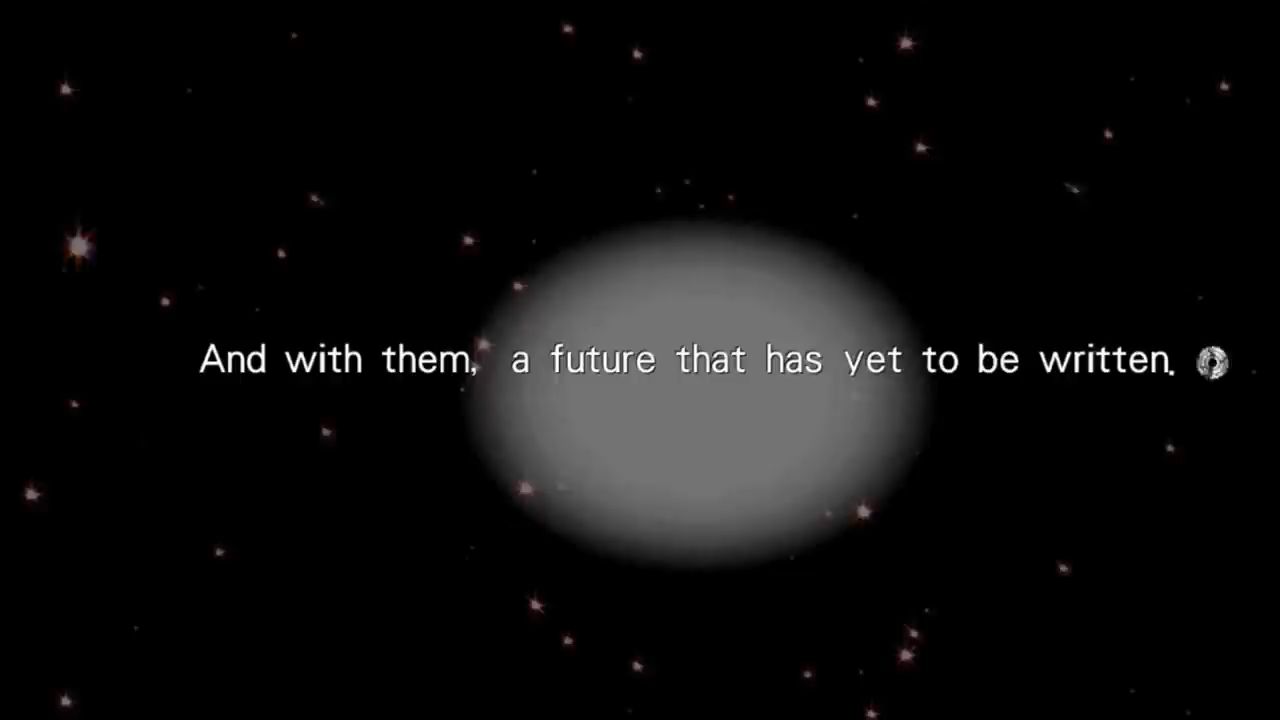 And with them, a future that has yet to be written.